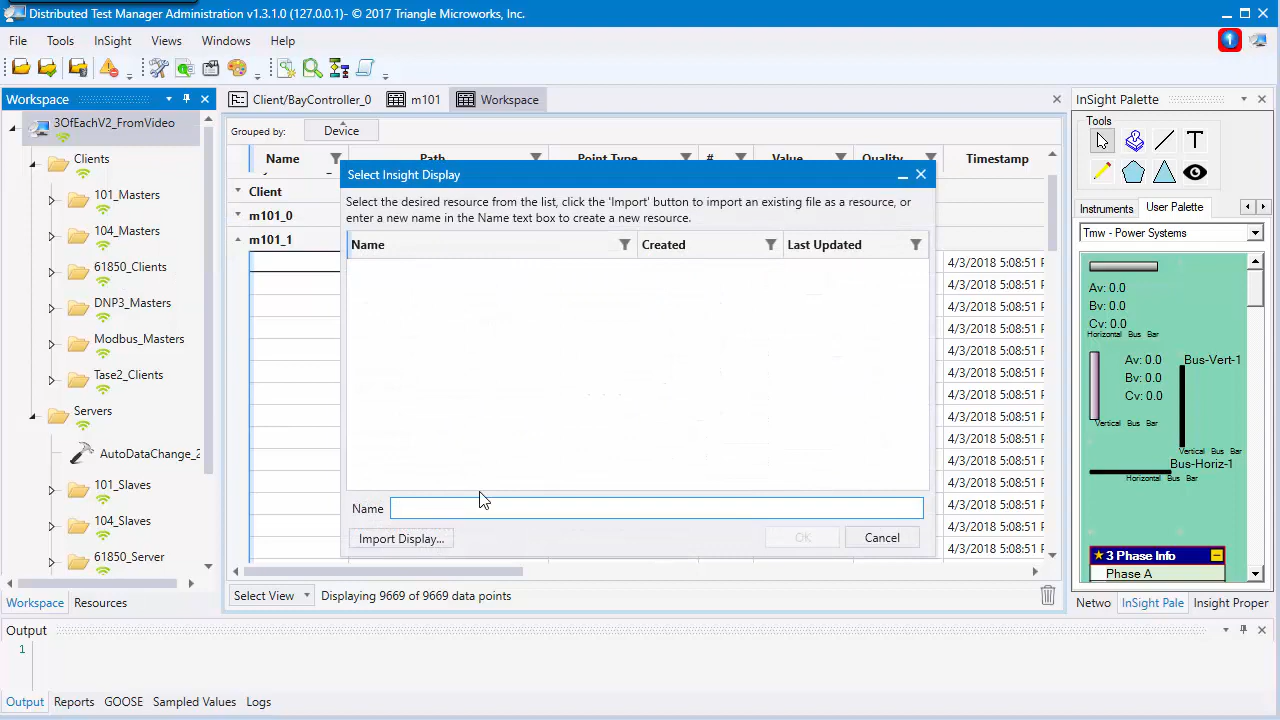 Distributed Test Manager Administration v1.3.1.0 (127.0.0.1)- © 2017 Triangle Microworks, Inc.
File Tools InSight Views Windows Help
Workspace
3OfEachV2_FromVideo
Clients
101_Masters
104_Masters
61850_Clients
DNP3_Masters
Modbus_Masters
Tase2_Clients
Servers
AutoDataChange_2
101_Slaves
104_Slaves
61850_Server
Workspace Resources
Client/BayController_0 m101 Workspace
Grouped by: Device
Name Path Point Type # Value Quality Timestamp
Client
m101_0
m101_1
4/3/2018 5:08:51 P
4/3/2018 5:08:51 P
4/3/2018 5:08:51 P
4/3/2018 5:08:51 P
4/3/2018 5:08:51 P
4/3/2018 5:08:51 P
4/3/2018 5:08:51 P
4/3/2018 5:08:51 P
4/3/2018 5:08:51 P
4/3/2018 5:08:51 P
4/3/2018 5:08:51 P
4/3/2018 5:08:51 P
4/3/2018 5:08:51 P
4/3/2018 5:08:51 P
Select Insight Display
Select the desired resource from the list, click the 'Import' button to import an existing file as a resource, or
enter a new name in the Name text box to create a new resource.
Name Created Last Updated
Name
Import Display... OK Cancel
Select View Displaying 9669 of 9669 data points
InSight Palette
Tools
T
Instruments User Palette
Tmw - Power Systems
Av: 0.0
Bv: 0.0
Cv: 0.0
Horizontal Bus Bar
Av: 0.0
Bv: 0.0
Cv: 0.0
Vertical Bus Bar
Bus-Vert-1
Vertical Bus Bar
Bus-Horiz-1
Horizontal Bus Bar
3 Phase Info
Phase A
Netwo InSight Pale Insight Proper
Output
1
Output Reports GOOSE Sampled Values Logs